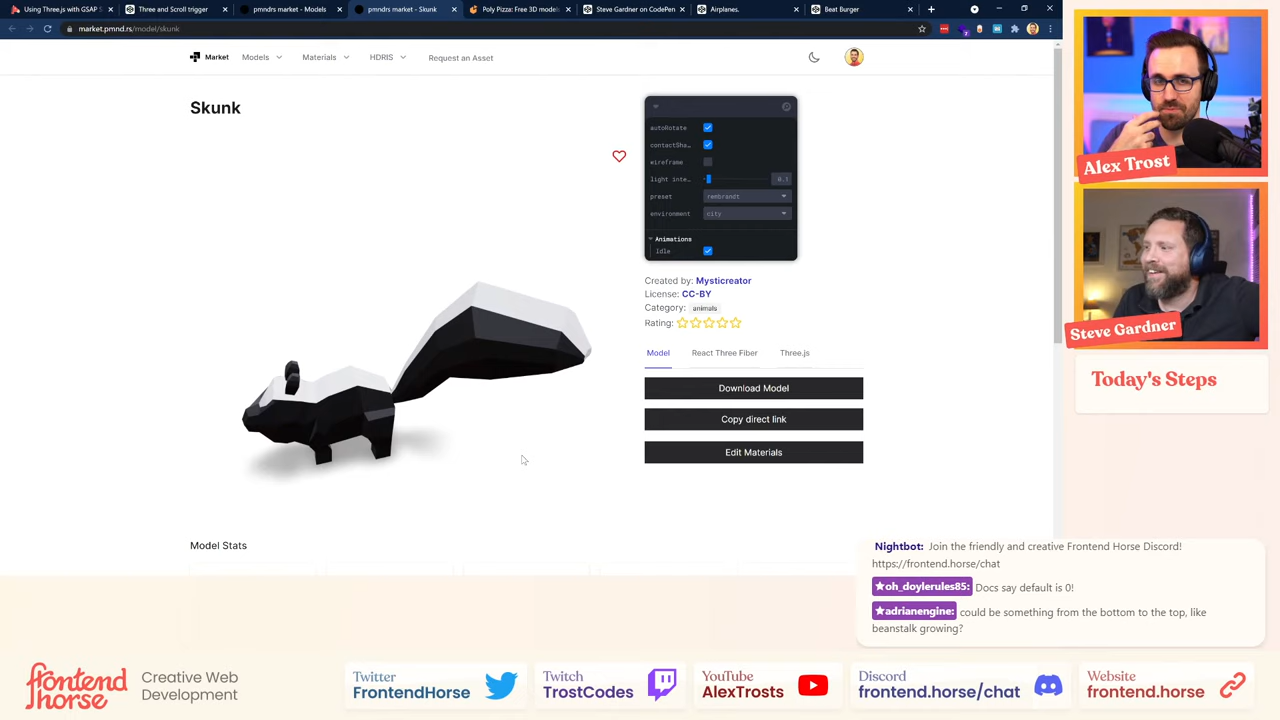 Using Three.js with GSAP S
Three and Scroll trigger
pmndrs market - Models
pmndrs market - Skunk
Poly Pizza: Free 3D models
Steve Gardner on CodePen
Airplanes.
Beat Burger
market.pmnd.rs/model/skunk
Market
Models
Materials
HDRIS
Request an Asset
Skunk
autoRotate
contactSha...
wireframe
light inte...
0.1
preset
rembrandt
environment
city
Animations
Idle
Created by: Mysticreator
License: CC-BY
Category: animals
Rating:
Model
React Three Fiber
Three.js
Download Model
Copy direct link
Edit Materials
Model Stats
Alex Trost
Steve Gardner
Today's Steps
Nightbot: Join the friendly and creative Frontend Horse Discord!
https://frontend.horse/chat
★oh_doylerules85: Docs say default is 0!
★adrianengine: could be something from the bottom to the top, like
beanstalk growing?
frontend
horse
Creative Web
Development
Twitter
FrontendHorse
Twitch
TrostCodes
YouTube
AlexTrosts
Discord
frontend.horse/chat
Website
frontend.horse